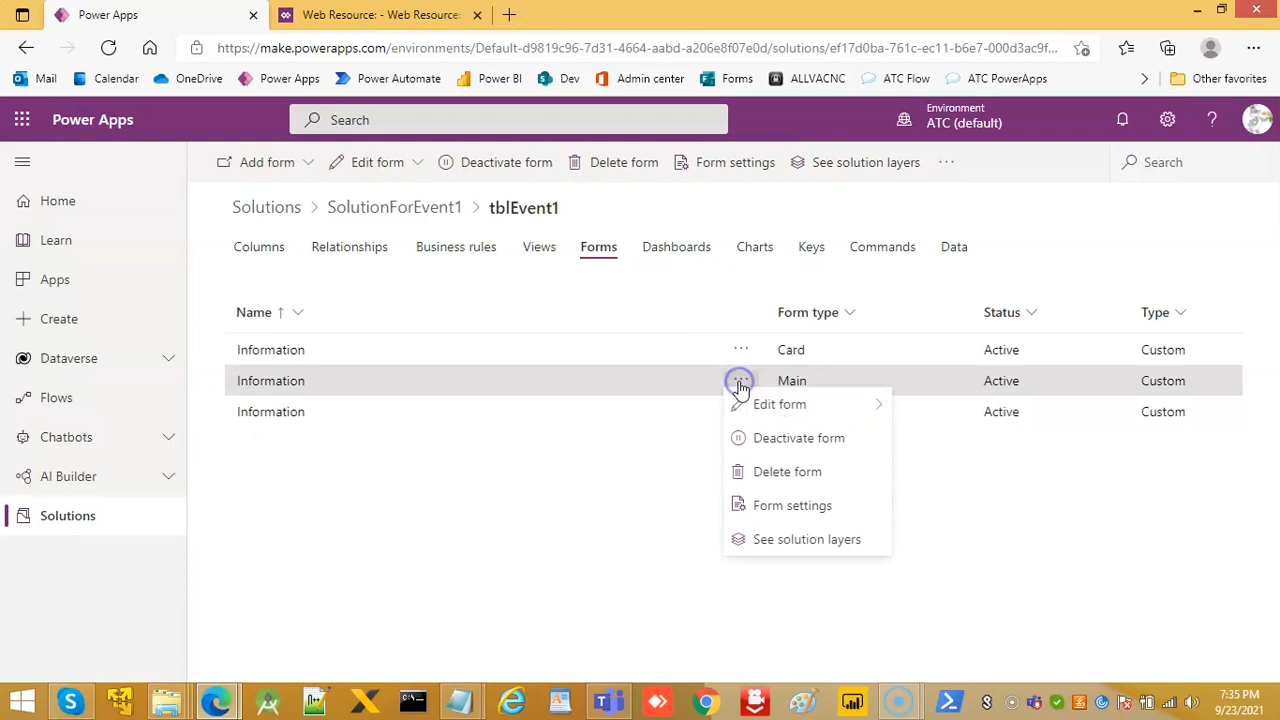 Power Apps
Web Resource: - Web Resource:
https://make.powerapps.com/environments/Default-d9819c96-7d31-4664-aabd-a206e8f07e0d/solutions/ef17d0ba-761c-ec11-b6e7-000d3ac9f...
Mail Calendar OneDrive Power Apps Power Automate Power BI Dev Admin center Forms ALLVACNC ATC Flow ATC PowerApps Other favorites
Power Apps
Search
Environment
ATC (default)
Add form Edit form Deactivate form Delete form Form settings See solution layers ... Search
Home
Learn
Apps
Create
Dataverse
Flows
Chatbots
AI Builder
Solutions
Solutions > SolutionForEvent1 > tblEvent1
Columns Relationships Business rules Views Forms Dashboards Charts Keys Commands Data
Name ↑ Form type Status Type
Information ... Card Active Custom
Information ... Main Active Custom
Information Active Custom
Edit form
Deactivate form
Delete form
Form settings
See solution layers
7:35 PM
9/23/2021